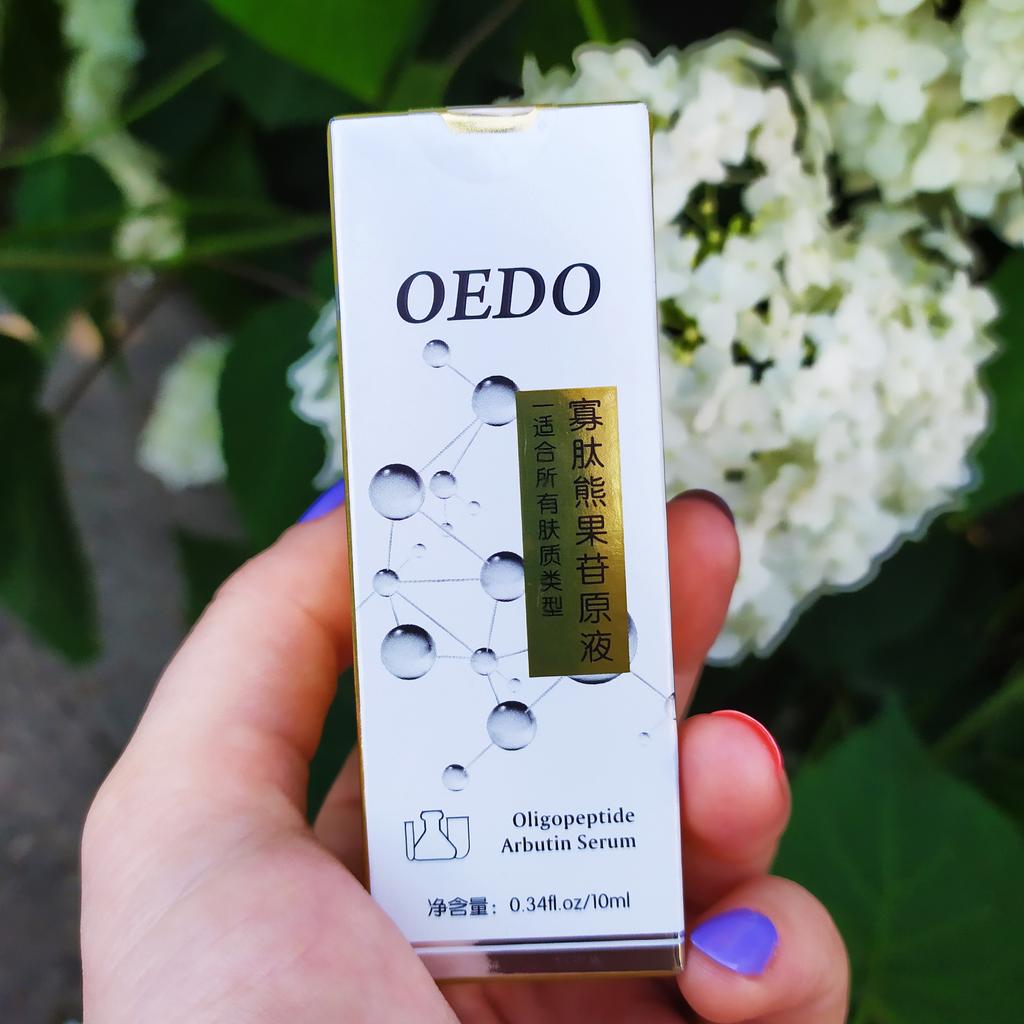 OEDO
寡肽熊果苷原液
一适合所有肤质类型
Oligopeptide
Arbutin Serum
净含量：0.34fl.oz/10ml